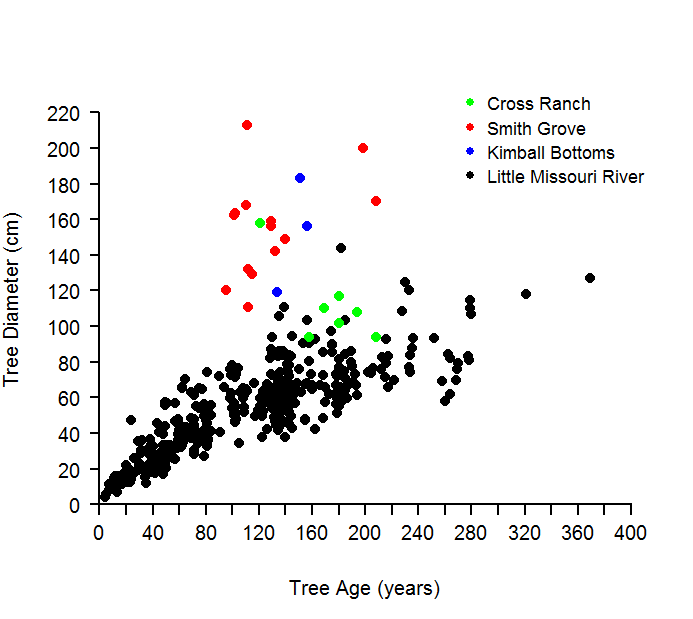 Cross Ranch
Smith Grove
Kimball Bottoms
Little Missouri River
220
200
180
160
140
120
100
80
60
40
20
0
Tree Diameter (cm)
0 40 80 120 160 200 240 280 320 360 400
Tree Age (years)